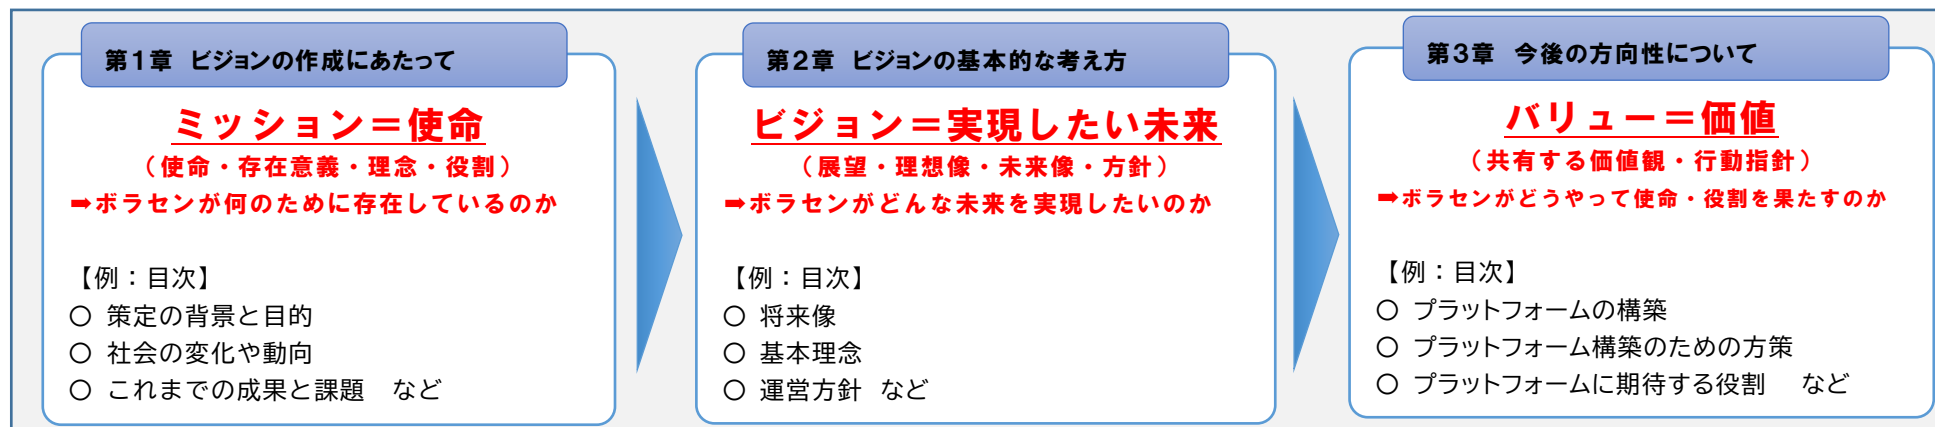 第1章 ビジョンの作成にあたって
ミッション＝使命
（使命・存在意義・理念・役割）
➡ボラセンが何のために存在しているのか
【例：目次】
〇 策定の背景と目的
〇 社会の変化や動向
〇 これまでの成果と課題　など
第2章 ビジョンの基本的な考え方
ビジョン＝実現したい未来
（展望・理想像・未来像・方針）
➡ボラセンがどんな未来を実現したいのか
【例：目次】
〇 将来像
〇 基本理念
〇 運営方針 など
第3章 今後の方向性について
バリュー＝価値
（共有する価値観・行動指針）
➡ボラセンがどうやって使命・役割を果たすのか
【例：目次】
〇 プラットフォームの構築
〇 プラットフォーム構築のための方策
〇 プラットフォームに期待する役割　など